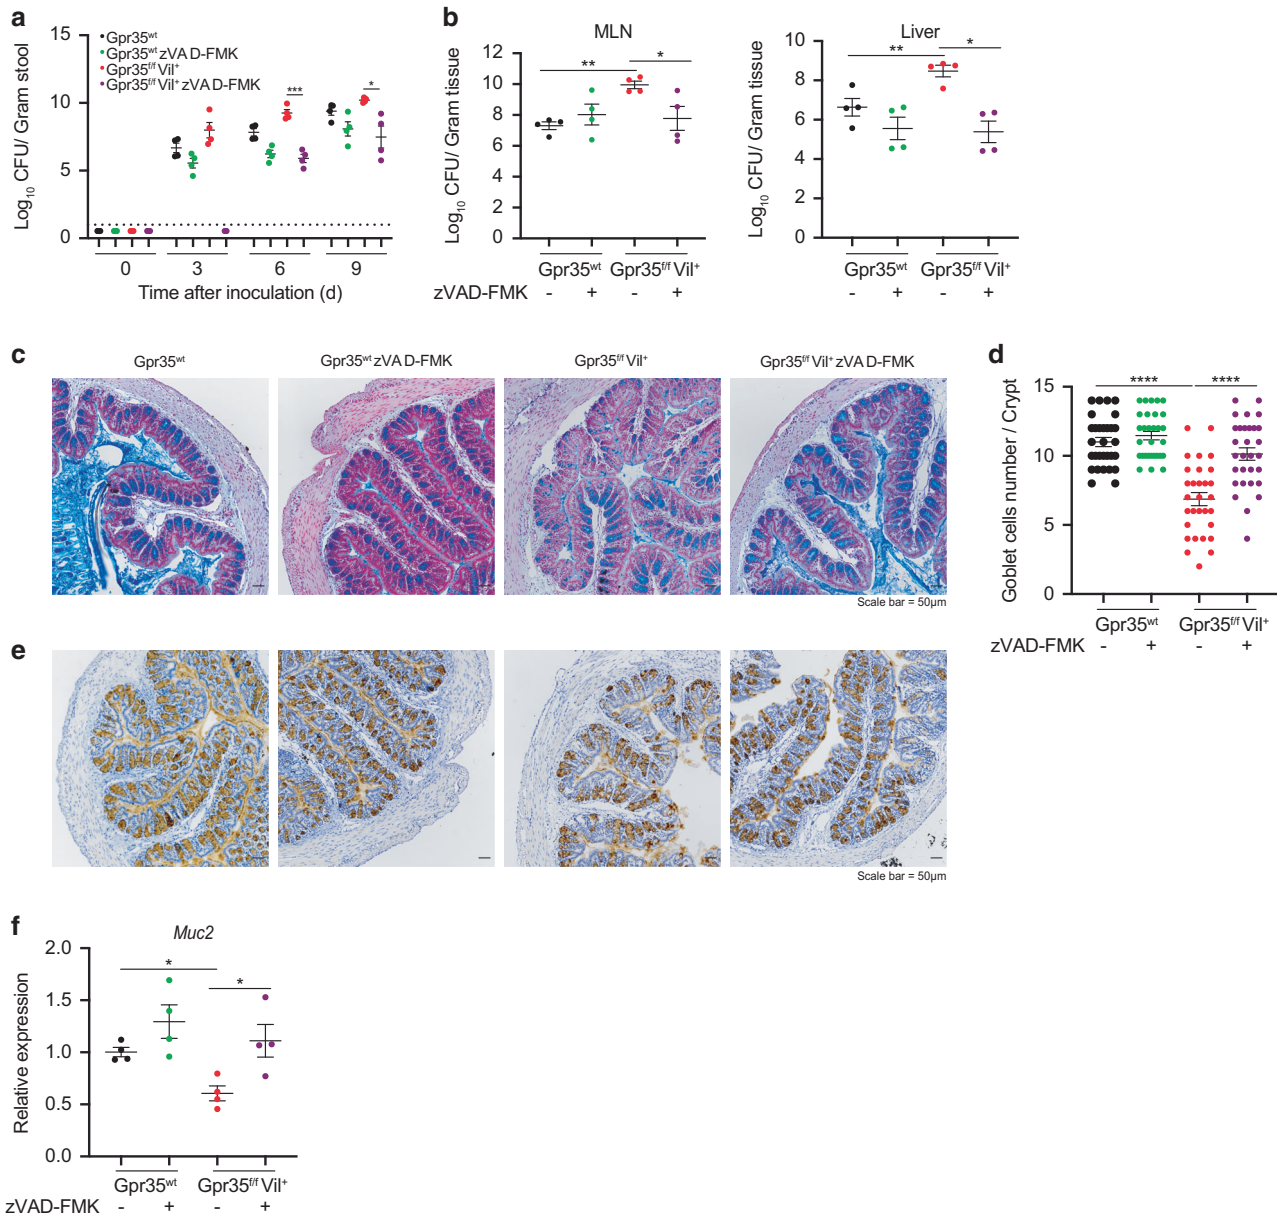 a
15
10
5
0
Log10 CFU/ Gram stool
Gpr35wt
Gpr35wt zVA D-FMK
Gpr35f/f Vil+
Gpr35f/f Vil+ zVAD-FMK
***
*
0 3 6 9
Time after inoculation (d)
b
MLN
12
10
8
6
4
2
0
Log10 CFU/ Gram tissue
** *
Gpr35wt Gpr35f/f Vil+
zVAD-FMK - + - +
Liver
10
8
6
4
2
0
Log10 CFU/ Gram tissue
** *
Gpr35wt Gpr35f/f Vil+
- + - +
c
Gpr35wt Gpr35wt zVA D-FMK Gpr35f/f Vil+ Gpr35f/f Vil+ zVA D-FMK
Scale bar = 50µm
d
15
10
5
0
Goblet cells number / Crypt
**** ****
Gpr35wt Gpr35f/f Vil+
zVAD-FMK - + - +
e
Scale bar = 50µm
f
Muc2
2.0
1.5
1.0
0.5
0.0
Relative expression
* *
Gpr35wt Gpr35f/f Vil+
zVAD-FMK - + - +